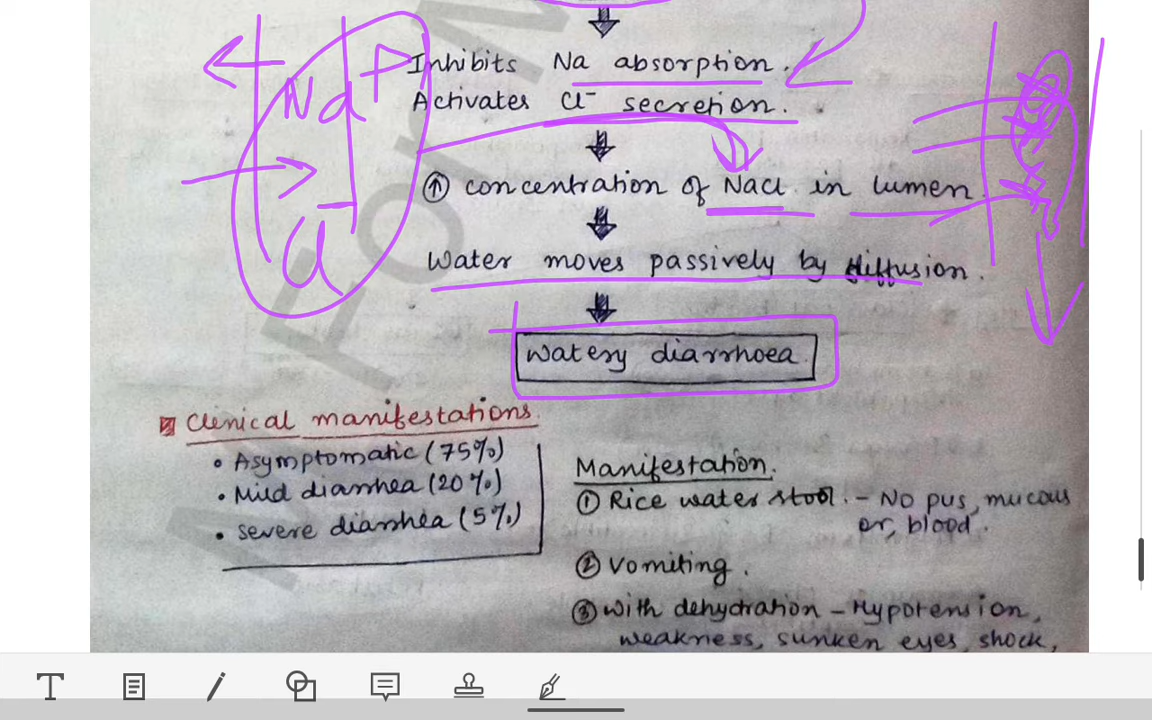 Inhibits Na absorption.
Activates Cl⁻ secretion.
Na
↑ concentration of NaCl in lumen
Cl
Water moves passively by diffusion.
Watery diarrhoea
Clenical manifestations.
• Asymptomatic (75%)
• Mild diarrhea (20%)
• Severe diarrhea (5%)
Manifestation.
① Rice water stool. - No pus, mucous
or, blood.
② Vomiting.
③ With dehydration - Hypotension,
weakness, sunken eyes, shock,
T